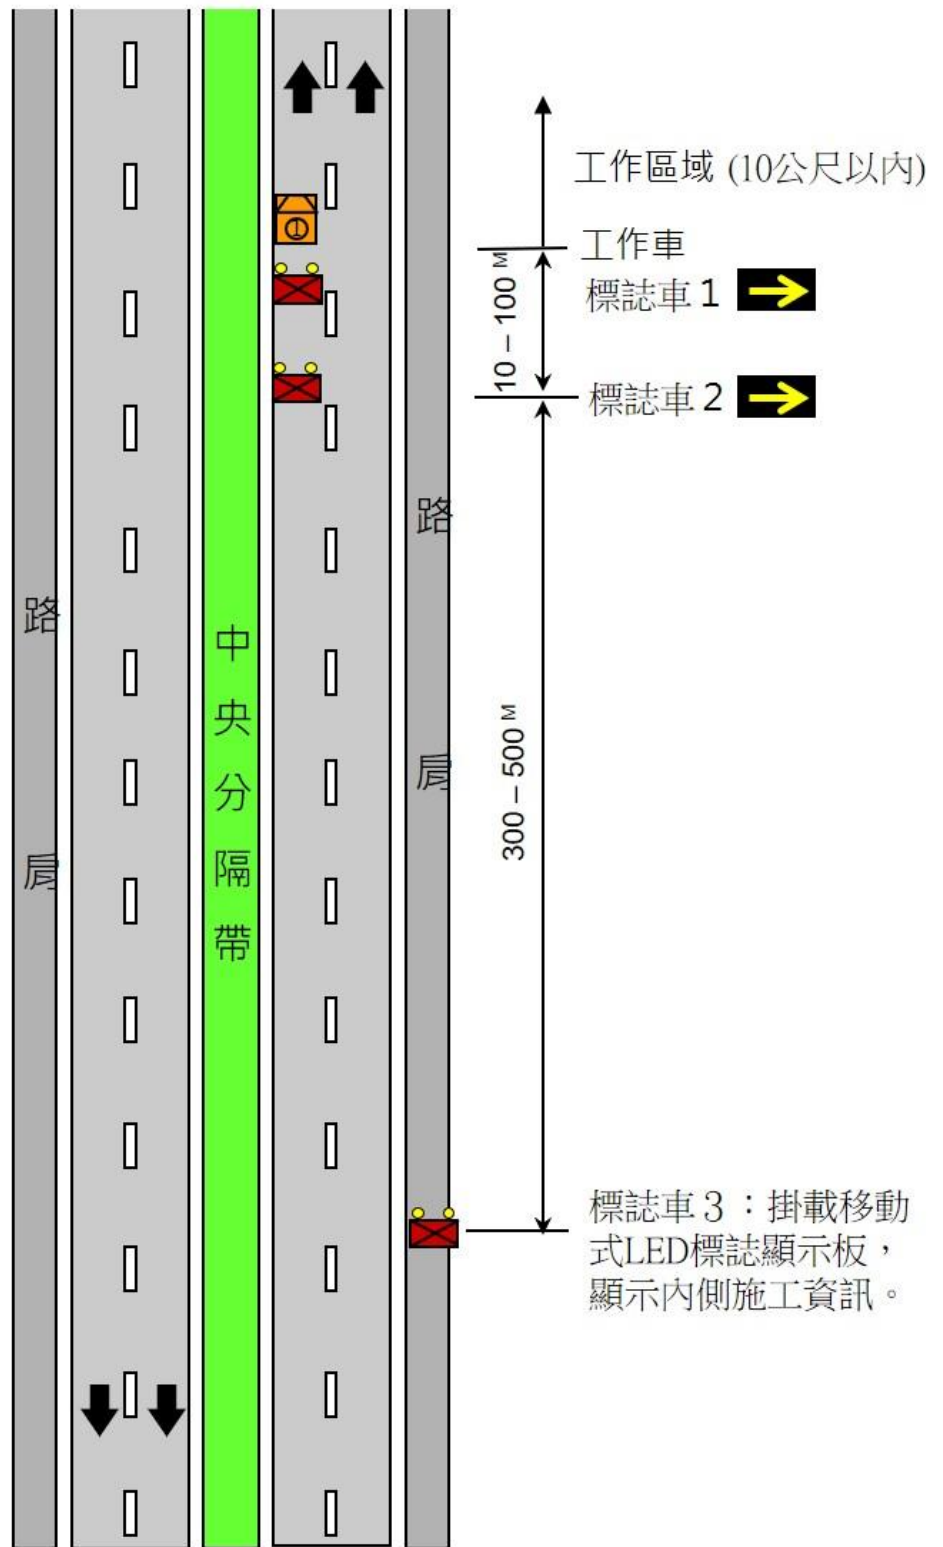 工作區域 (10公尺以內)
①
工作車
標誌車1
10 – 100 M
標誌車2
路肩
路肩
中央分隔帶
300 – 500 M
標誌車3：掛載移動
式LED標誌顯示板，
顯示內側施工資訊。